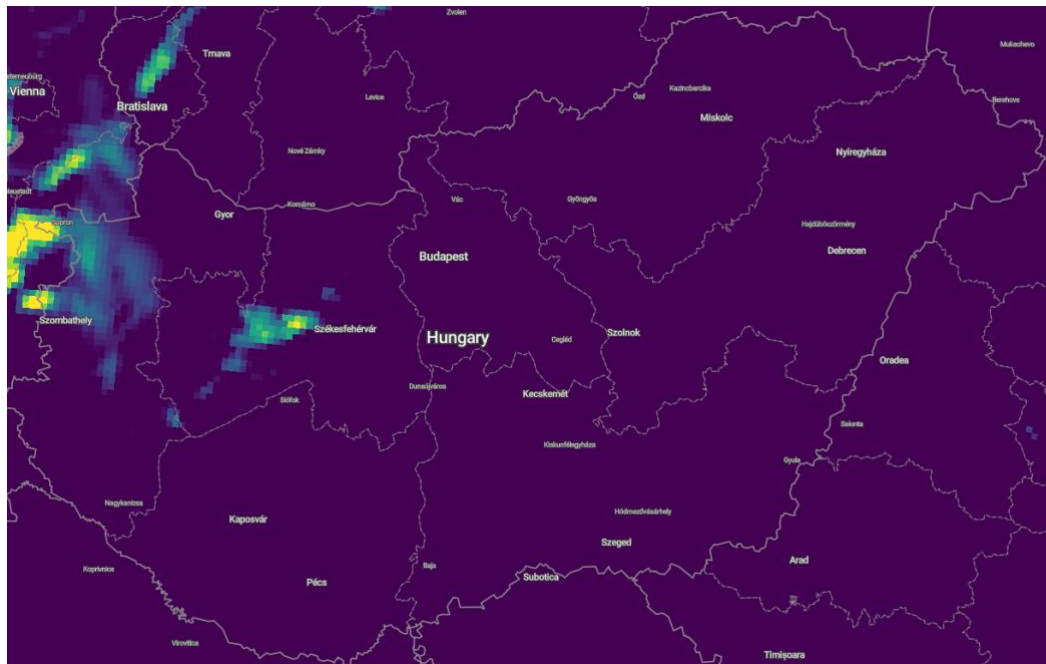 Zvolen
Mukachevo
Trnava
Vienna
Kazincbarcika
Ózd
Levice
Berehove
Bratislava
Miskolc
Nové Zámky
Nyíregyháza
Vác
Gyöngyös
Komárno
Gyor
Hajdúböszörmény
Debrecen
Budapest
Szombathely
Székesfehérvár
Hungary
Cegléd
Szolnok
Oradea
Dunaújváros
Kecskemét
Siófok
Salonta
Kiskunfélegyháza
Gyula
Nagykanizsa
Hódmezővásárhely
Kaposvár
Szeged
Arad
Koprivnica
Baja
Subotica
Pécs
Virovitica
Timișoara